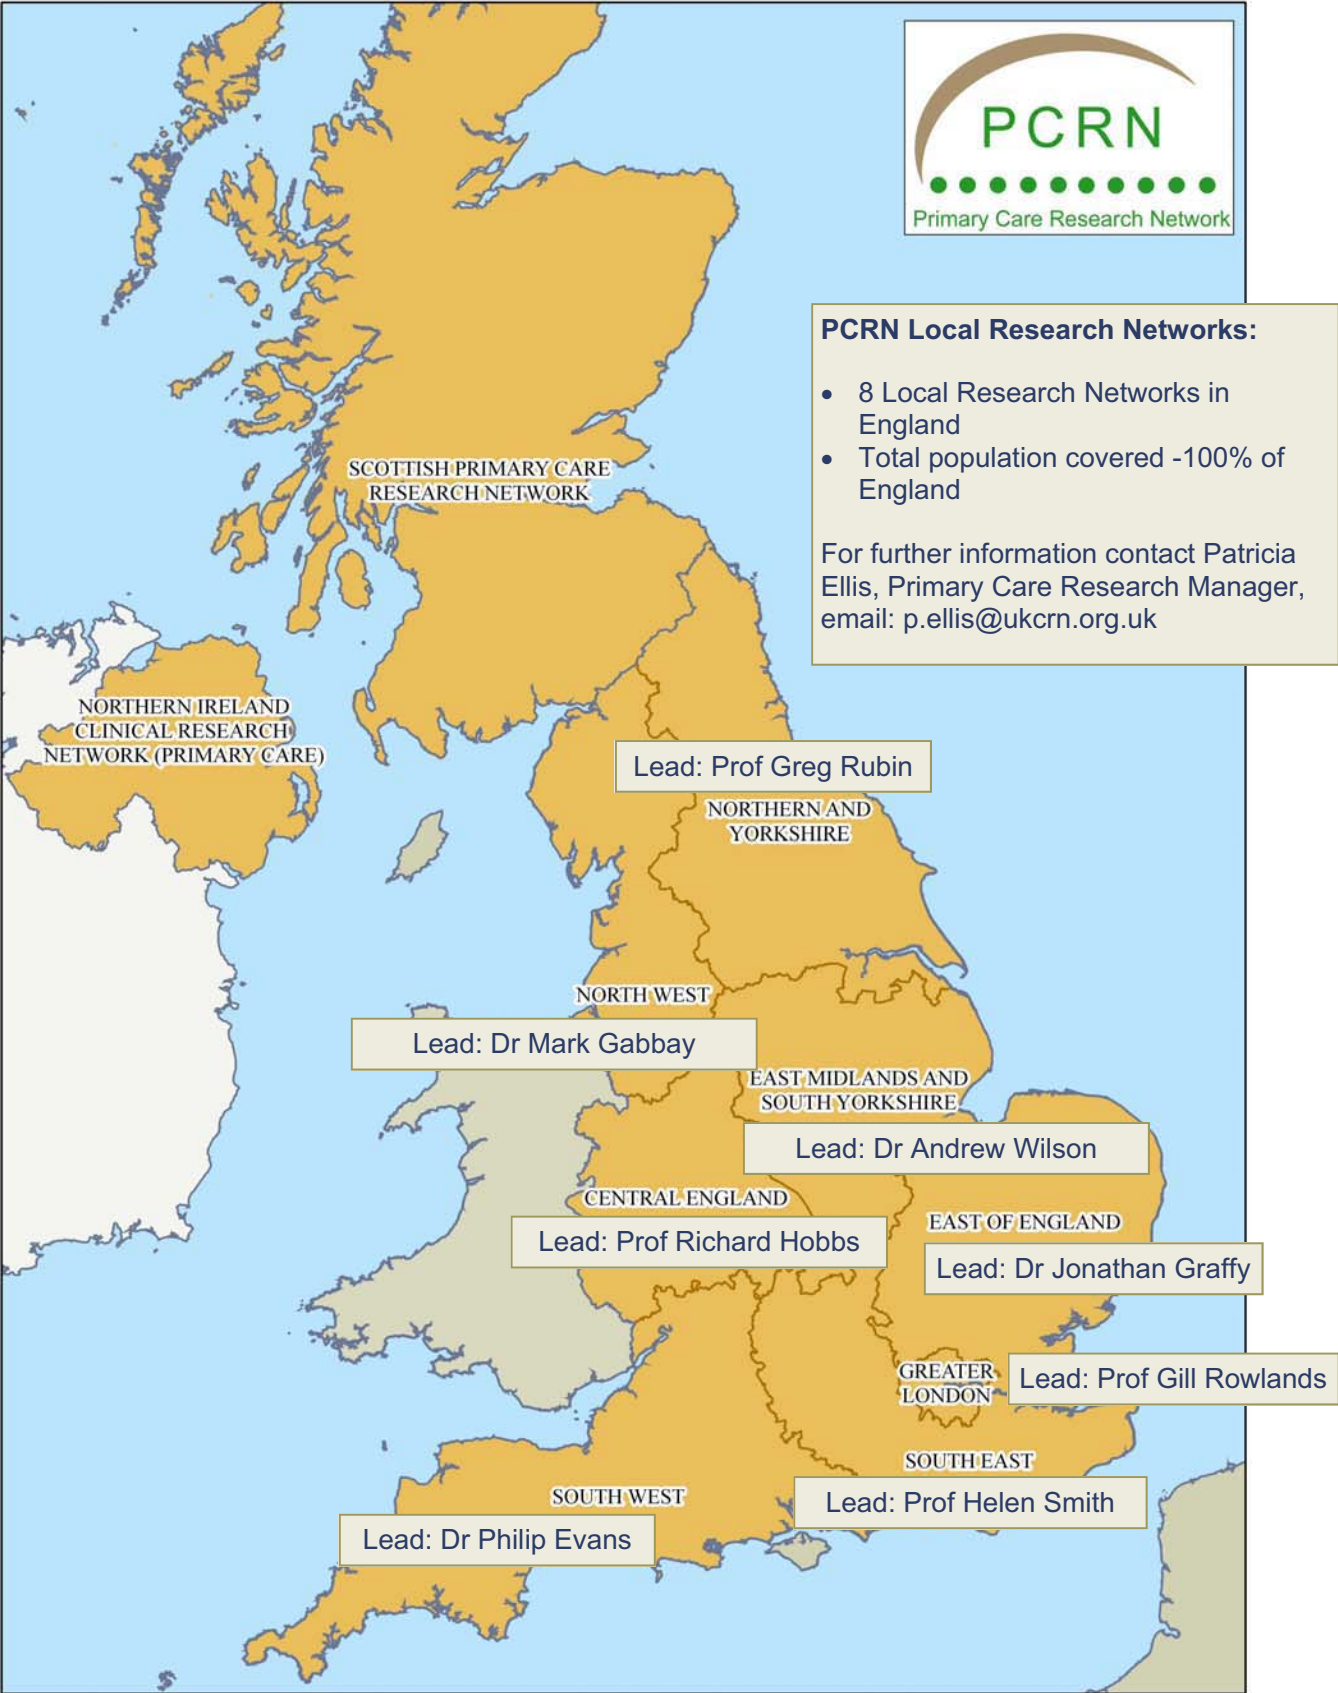 PCRN
Primary Care Research Network
PCRN Local Research Networks:
• 8 Local Research Networks in
England
• Total population covered -100% of
England
For further information contact Patricia
Ellis, Primary Care Research Manager,
email: p.ellis@ukcrn.org.uk
SCOTTISH PRIMARY CARE
RESEARCH NETWORK
NORTHERN IRELAND
CLINICAL RESEARCH
NETWORK (PRIMARY CARE)
Lead: Prof Greg Rubin
NORTHERN AND
YORKSHIRE
NORTH WEST
Lead: Dr Mark Gabbay
EAST MIDLANDS AND
SOUTH YORKSHIRE
Lead: Dr Andrew Wilson
CENTRAL ENGLAND
Lead: Prof Richard Hobbs
EAST OF ENGLAND
Lead: Dr Jonathan Graffy
GREATER
LONDON
Lead: Prof Gill Rowlands
SOUTH EAST
Lead: Prof Helen Smith
SOUTH WEST
Lead: Dr Philip Evans